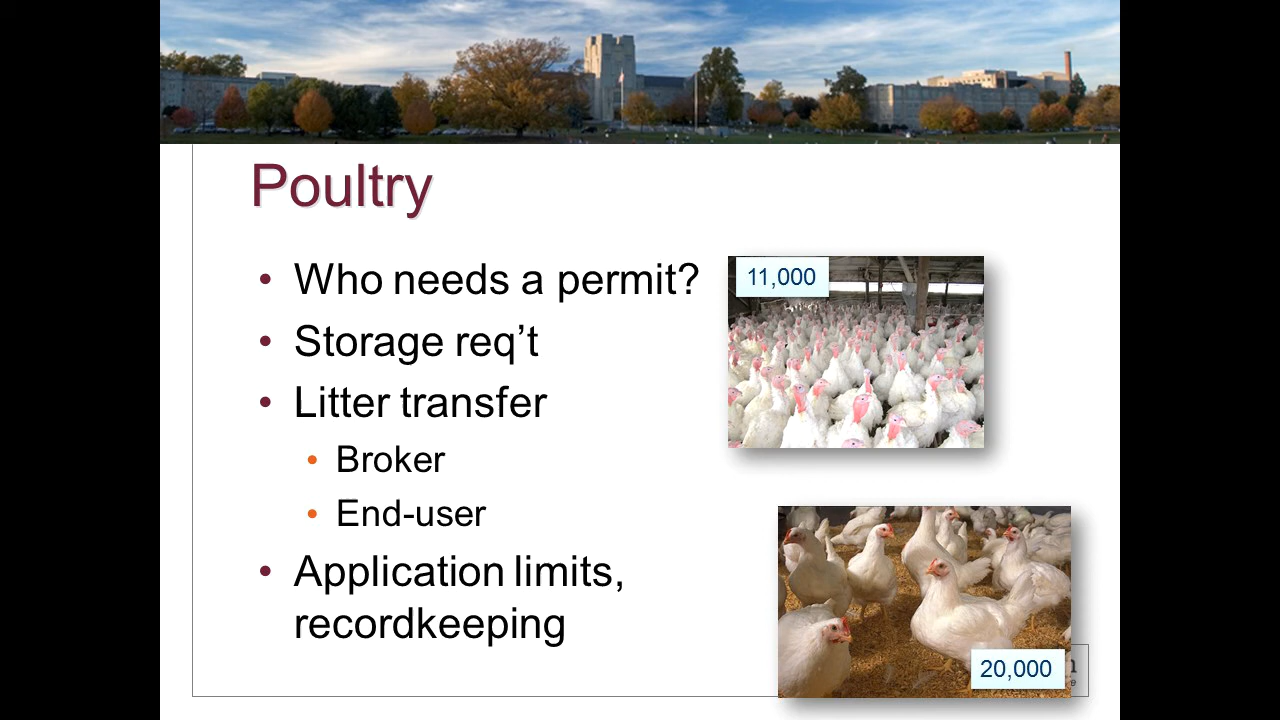 Poultry
• Who needs a permit?
• Storage req’t
• Litter transfer
• Broker
• End-user
• Application limits,
recordkeeping
11,000
20,000